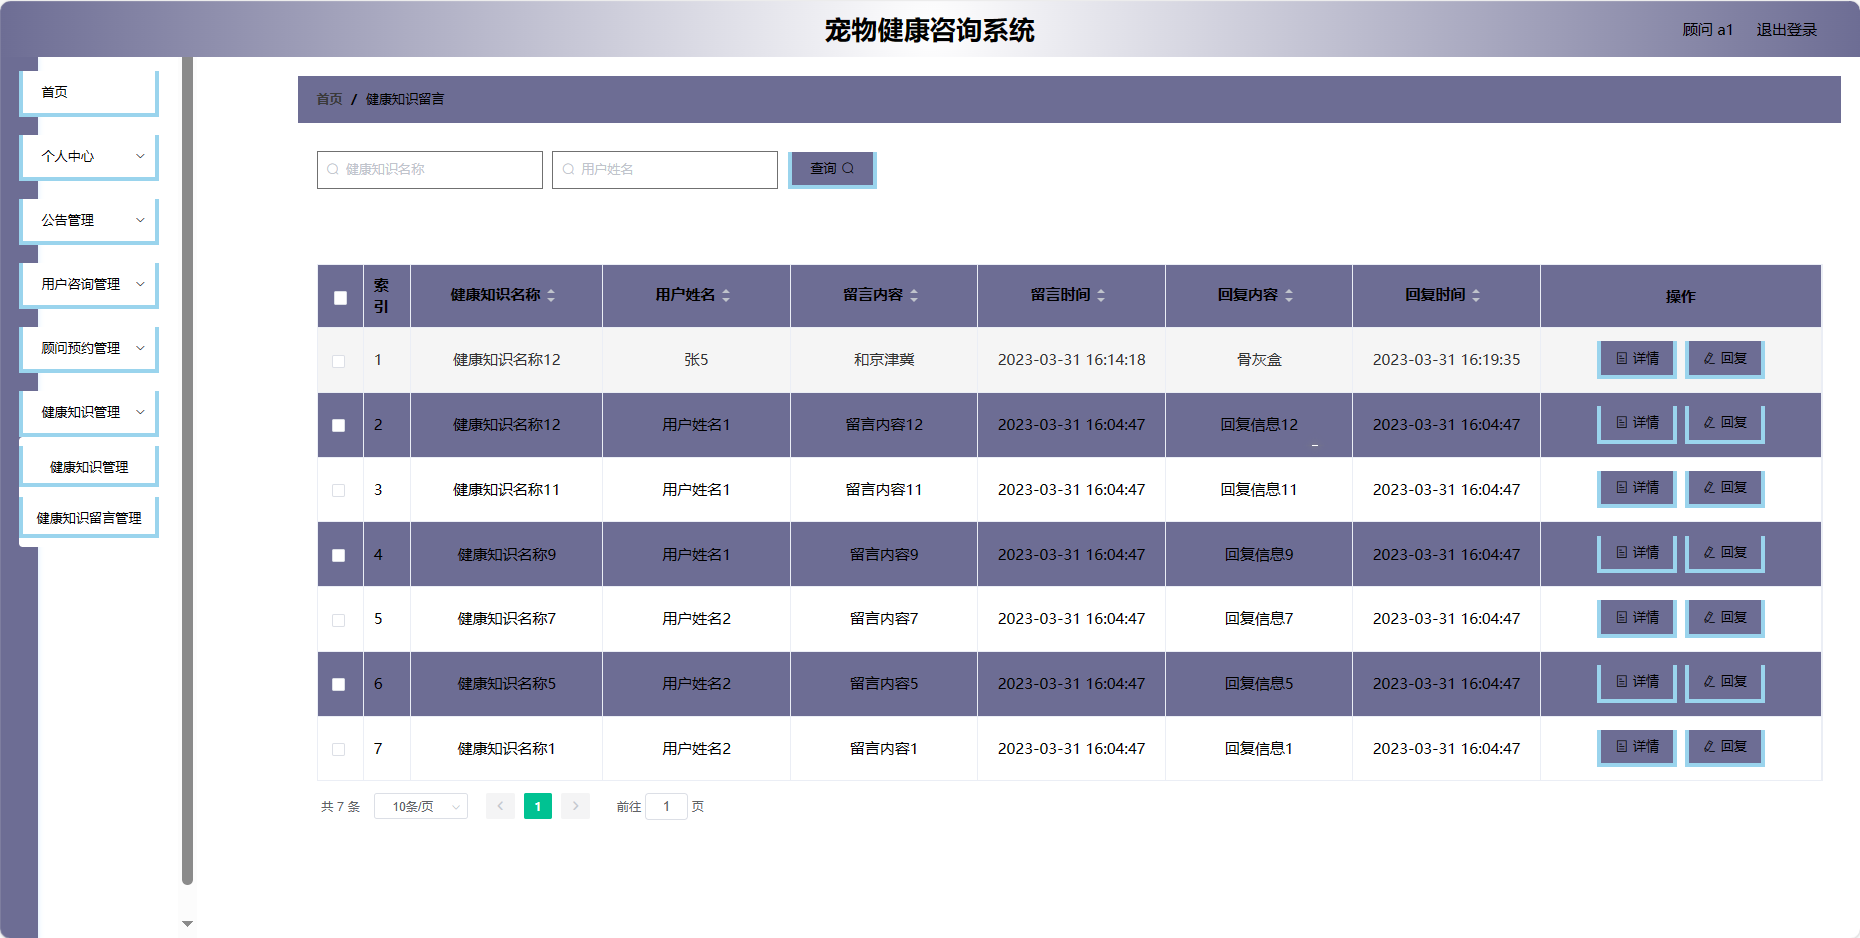 宠物健康咨询系统
顾问 a1 退出登录
首页
个人中心
公告管理
用户咨询管理
顾问预约管理
健康知识管理
健康知识管理
健康知识留言管理
首页 / 健康知识留言
健康知识名称 用户姓名 查询
索引 健康知识名称 用户姓名 留言内容 留言时间 回复内容 回复时间 操作
1 健康知识名称12 张5 和京津冀 2023-03-31 16:14:18 骨灰盒 2023-03-31 16:19:35 详情 回复
2 健康知识名称12 用户姓名1 留言内容12 2023-03-31 16:04:47 回复信息12 2023-03-31 16:04:47 详情 回复
3 健康知识名称11 用户姓名1 留言内容11 2023-03-31 16:04:47 回复信息11 2023-03-31 16:04:47 详情 回复
4 健康知识名称9 用户姓名1 留言内容9 2023-03-31 16:04:47 回复信息9 2023-03-31 16:04:47 详情 回复
5 健康知识名称7 用户姓名2 留言内容7 2023-03-31 16:04:47 回复信息7 2023-03-31 16:04:47 详情 回复
6 健康知识名称5 用户姓名2 留言内容5 2023-03-31 16:04:47 回复信息5 2023-03-31 16:04:47 详情 回复
7 健康知识名称1 用户姓名2 留言内容1 2023-03-31 16:04:47 回复信息1 2023-03-31 16:04:47 详情 回复
共 7 条 10条/页 1 前往 1 页